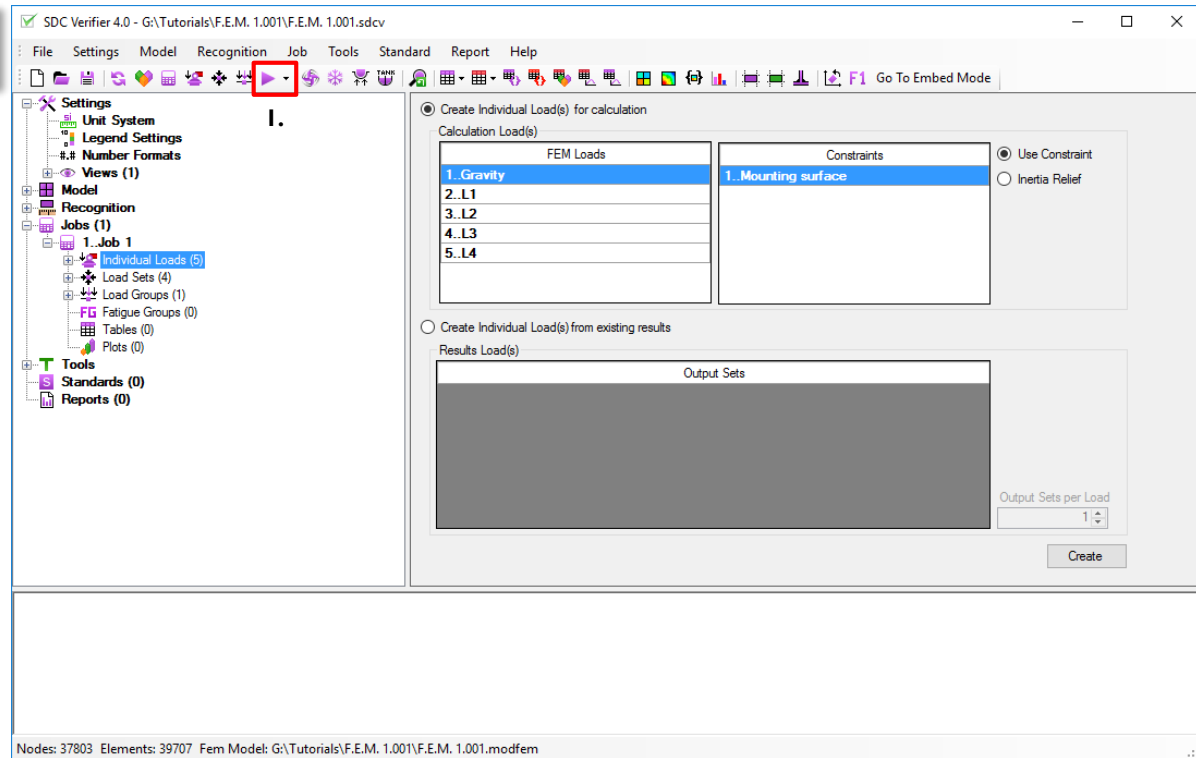 SDC Verifier 4.0 - G:\Tutorials\F.E.M. 1.001\F.E.M. 1.001.sdcv
File Settings Model Recognition Job Tools Standard Report Help
TANK F1 Go To Embed Mode
I.
Settings
Unit System
Legend Settings
#.# Number Formats
Views (1)
Model
Recognition
Jobs (1)
1..Job 1
Individual Loads (5)
Load Sets (4)
Load Groups (1)
FG Fatigue Groups (0)
Tables (0)
Plots (0)
T Tools
S Standards (0)
Reports (0)
Create Individual Load(s) for calculation
Calculation Load(s)
FEM Loads
1..Gravity
2..L1
3..L2
4..L3
5..L4
Constraints
1..Mounting surface
Use Constraint
Inertia Relief
Create Individual Load(s) from existing results
Results Load(s)
Output Sets
Output Sets per Load
1
Create
Nodes: 37803 Elements: 39707 Fem Model: G:\Tutorials\F.E.M. 1.001\F.E.M. 1.001.modfem